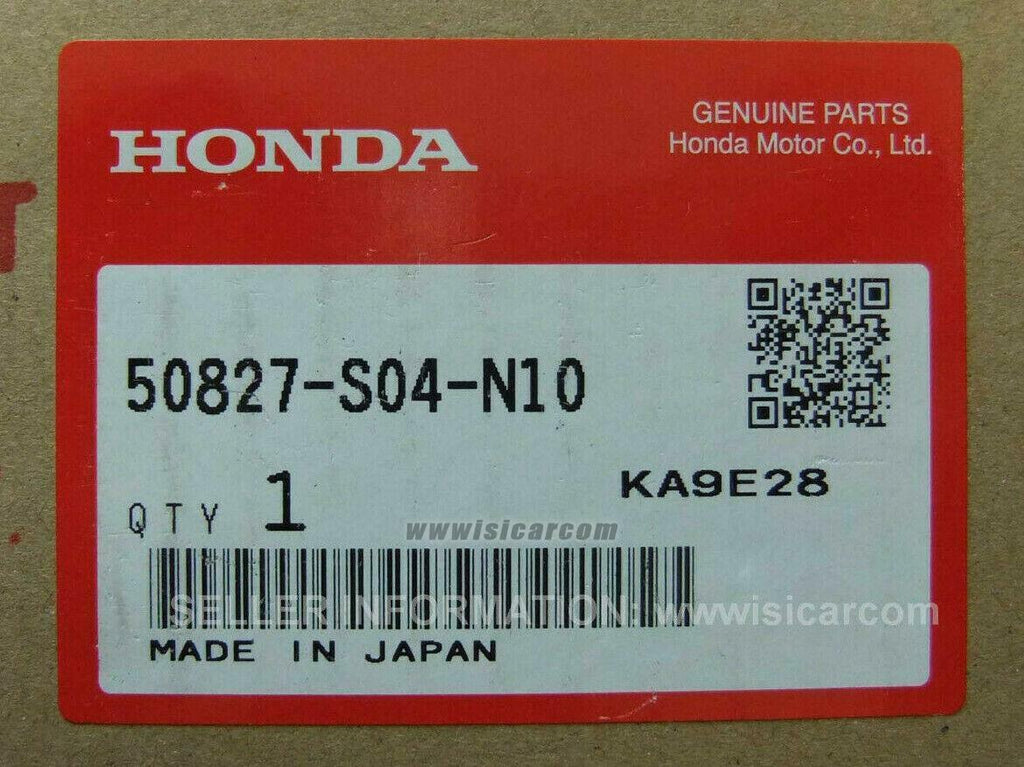 HONDA
GENUINE PARTS
Honda Motor Co., Ltd.
50827-S04-N10
KA9E28
QTY 1
wwwisicarcom
SELLER INFORMATION: wwwisicarcom
MADE IN JAPAN